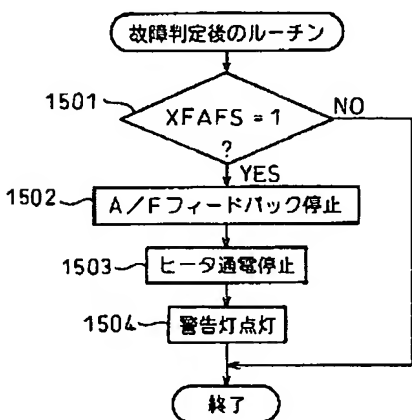 故障判定後のルーチン
1501
XFAFS = 1
?
NO
YES
1502
A/Fフィードバック停止
1503
ヒータ通電停止
1504
警告灯点灯
終了